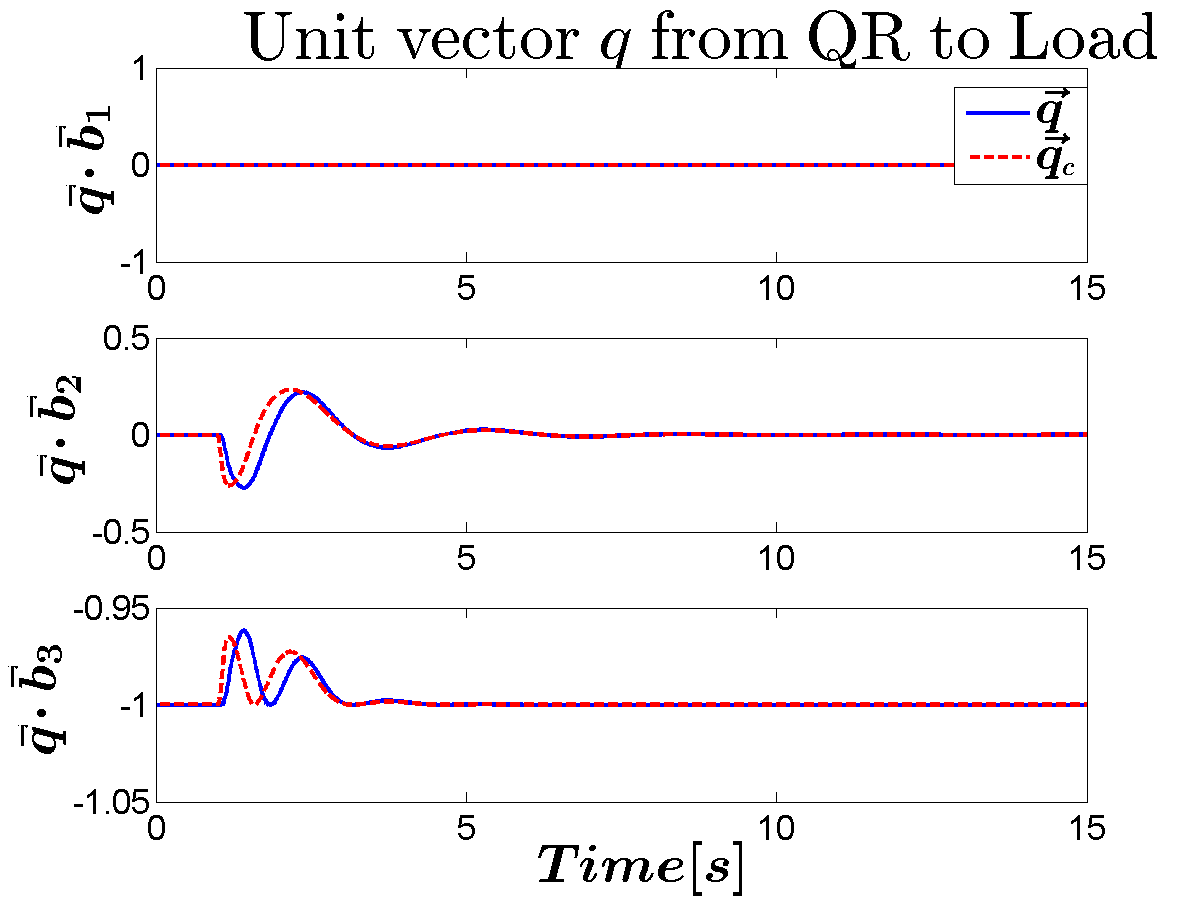 Unit vector q from QR to Load
1
0
-1
q⃗ · b⃗₁
q⃗
q⃗c
0 5 10 15
0.5
0
-0.5
q⃗ · b⃗₂
0 5 10 15
-0.95
-1
-1.05
q⃗ · b⃗₃
0 5 10 15
Time[s]